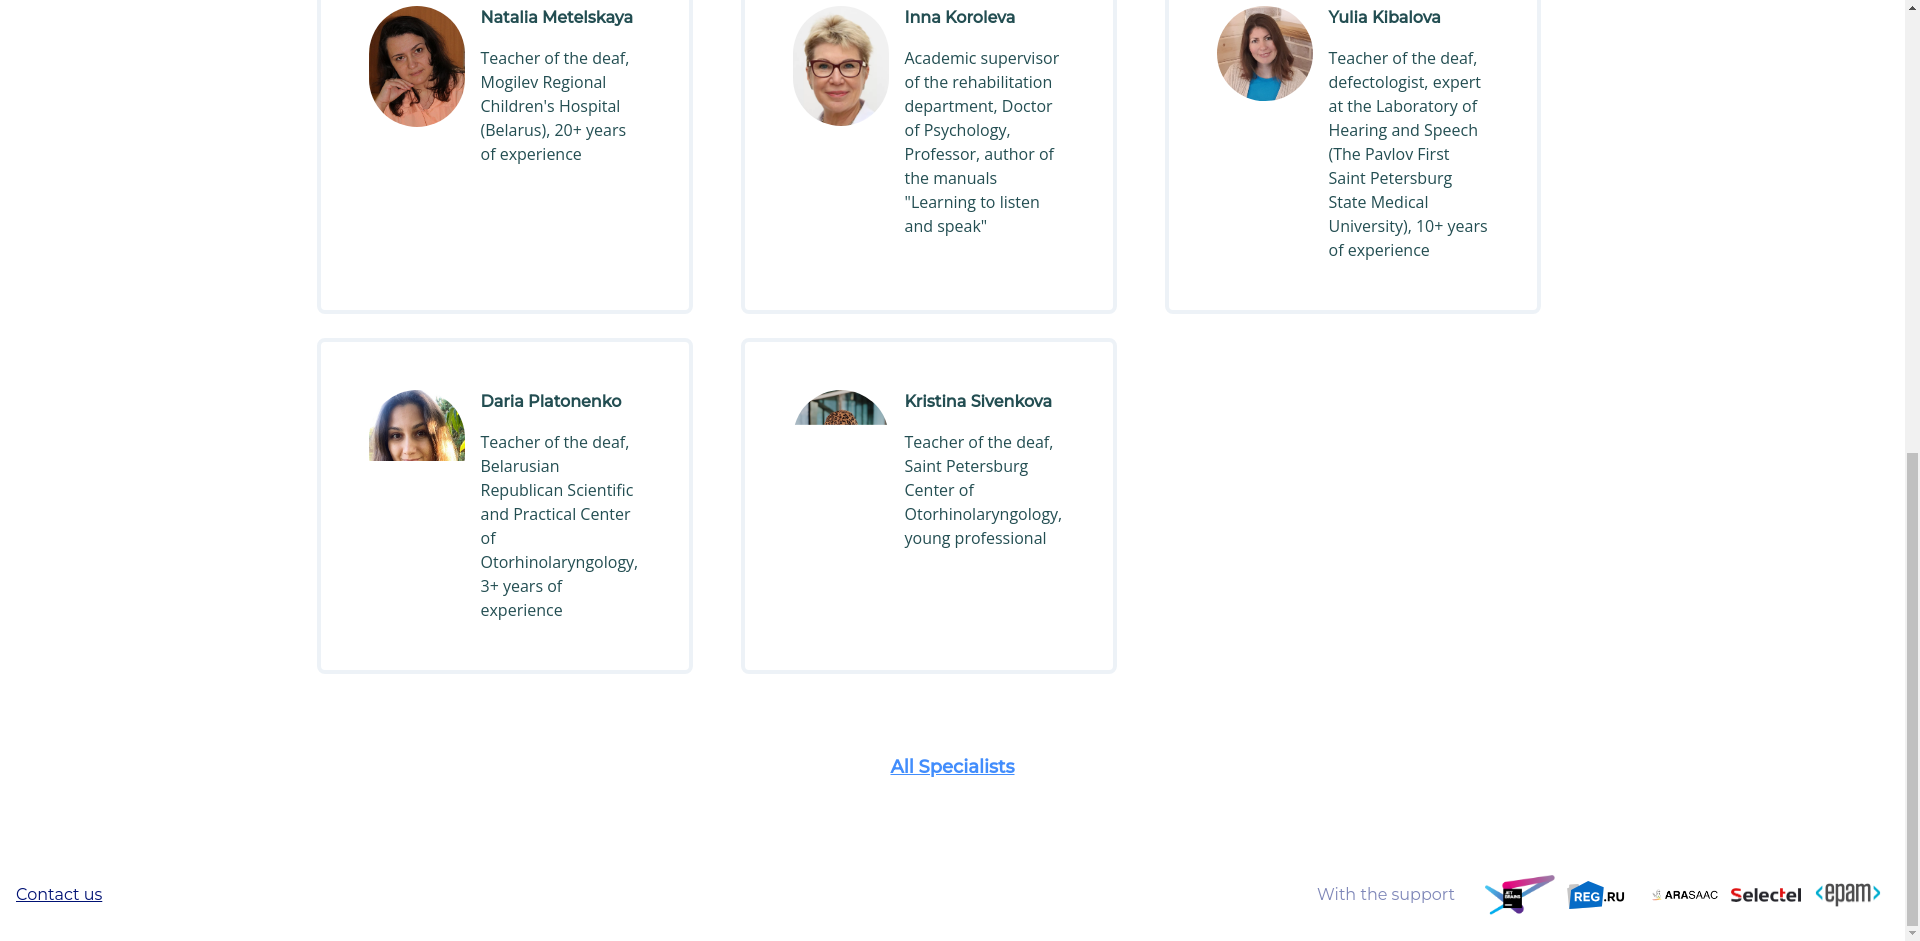 Natalia Metelskaya
Teacher of the deaf,
Mogilev Regional
Children's Hospital
(Belarus), 20+ years
of experience
Inna Koroleva
Academic supervisor
of the rehabilitation
department, Doctor
of Psychology,
Professor, author of
the manuals
"Learning to listen
and speak"
Yulia Kibalova
Teacher of the deaf,
defectologist, expert
at the Laboratory of
Hearing and Speech
(The Pavlov First
Saint Petersburg
State Medical
University), 10+ years
of experience
Daria Platonenko
Teacher of the deaf,
Belarusian
Republican Scientific
and Practical Center
of
Otorhinolaryngology,
3+ years of
experience
Kristina Sivenkova
Teacher of the deaf,
Saint Petersburg
Center of
Otorhinolaryngology,
young professional
All Specialists
Contact us
With the support
JET
BRAINS
REG.RU
ARASAAC
Selectel
<epam>